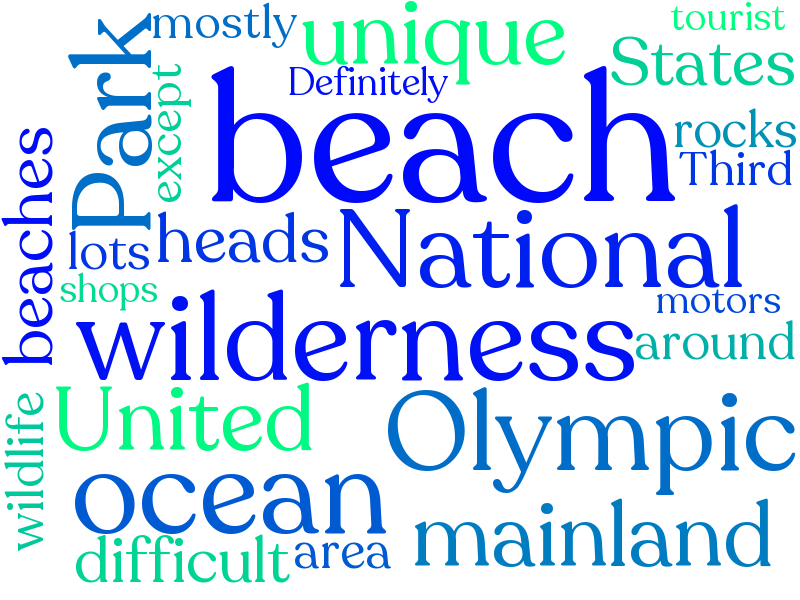 mostly
unique
tourist
States
Definitely
Park
except
beach
rocks
Third
beaches
lots
heads
National
shops
motors
wilderness
around
wildlife
United
Olympic
ocean
mainland
difficult
area